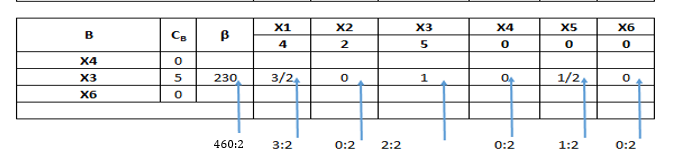 B C_B β X1 X2 X3 X4 X5 X6
4 2 5 0 0 0
X4 0
X3 5 230 3/2 0 1 0 1/2 0
X6 0
460:2 3:2 0:2 2:2 0:2 1:2 0:2